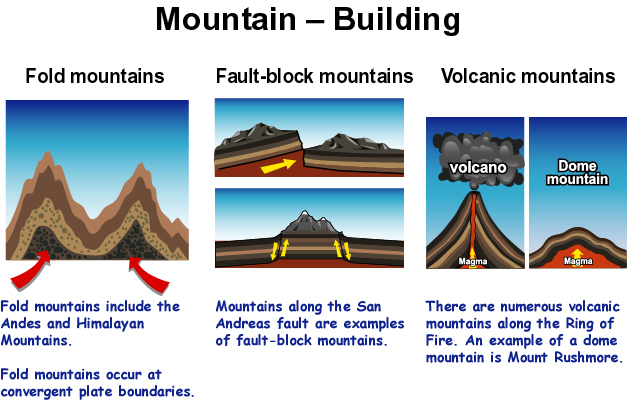 Mountain – Building
Fold mountains
Fault-block mountains
Volcanic mountains
volcano
Magma
Dome
mountain
Magma
Fold mountains include the
Andes and Himalayan
Mountains.
Fold mountains occur at
convergent plate boundaries.
Mountains along the San
Andreas fault are examples
of fault-block mountains.
There are numerous volcanic
mountains along the Ring of
Fire. An example of a dome
mountain is Mount Rushmore.